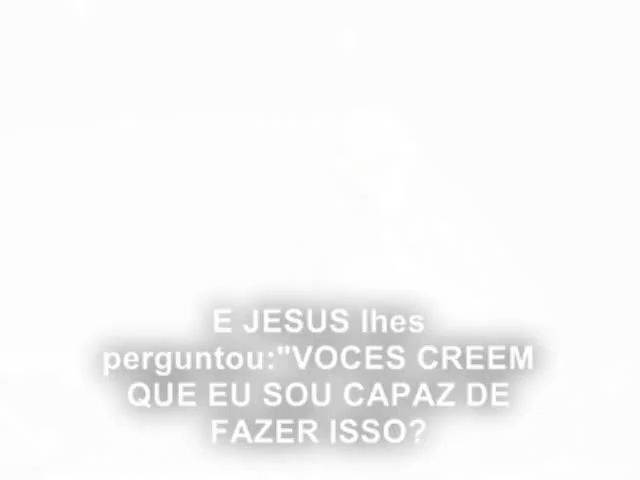 E JESUS lhes
perguntou:"VOCES CREEM
QUE EU SOU CAPAZ DE
FAZER ISSO?